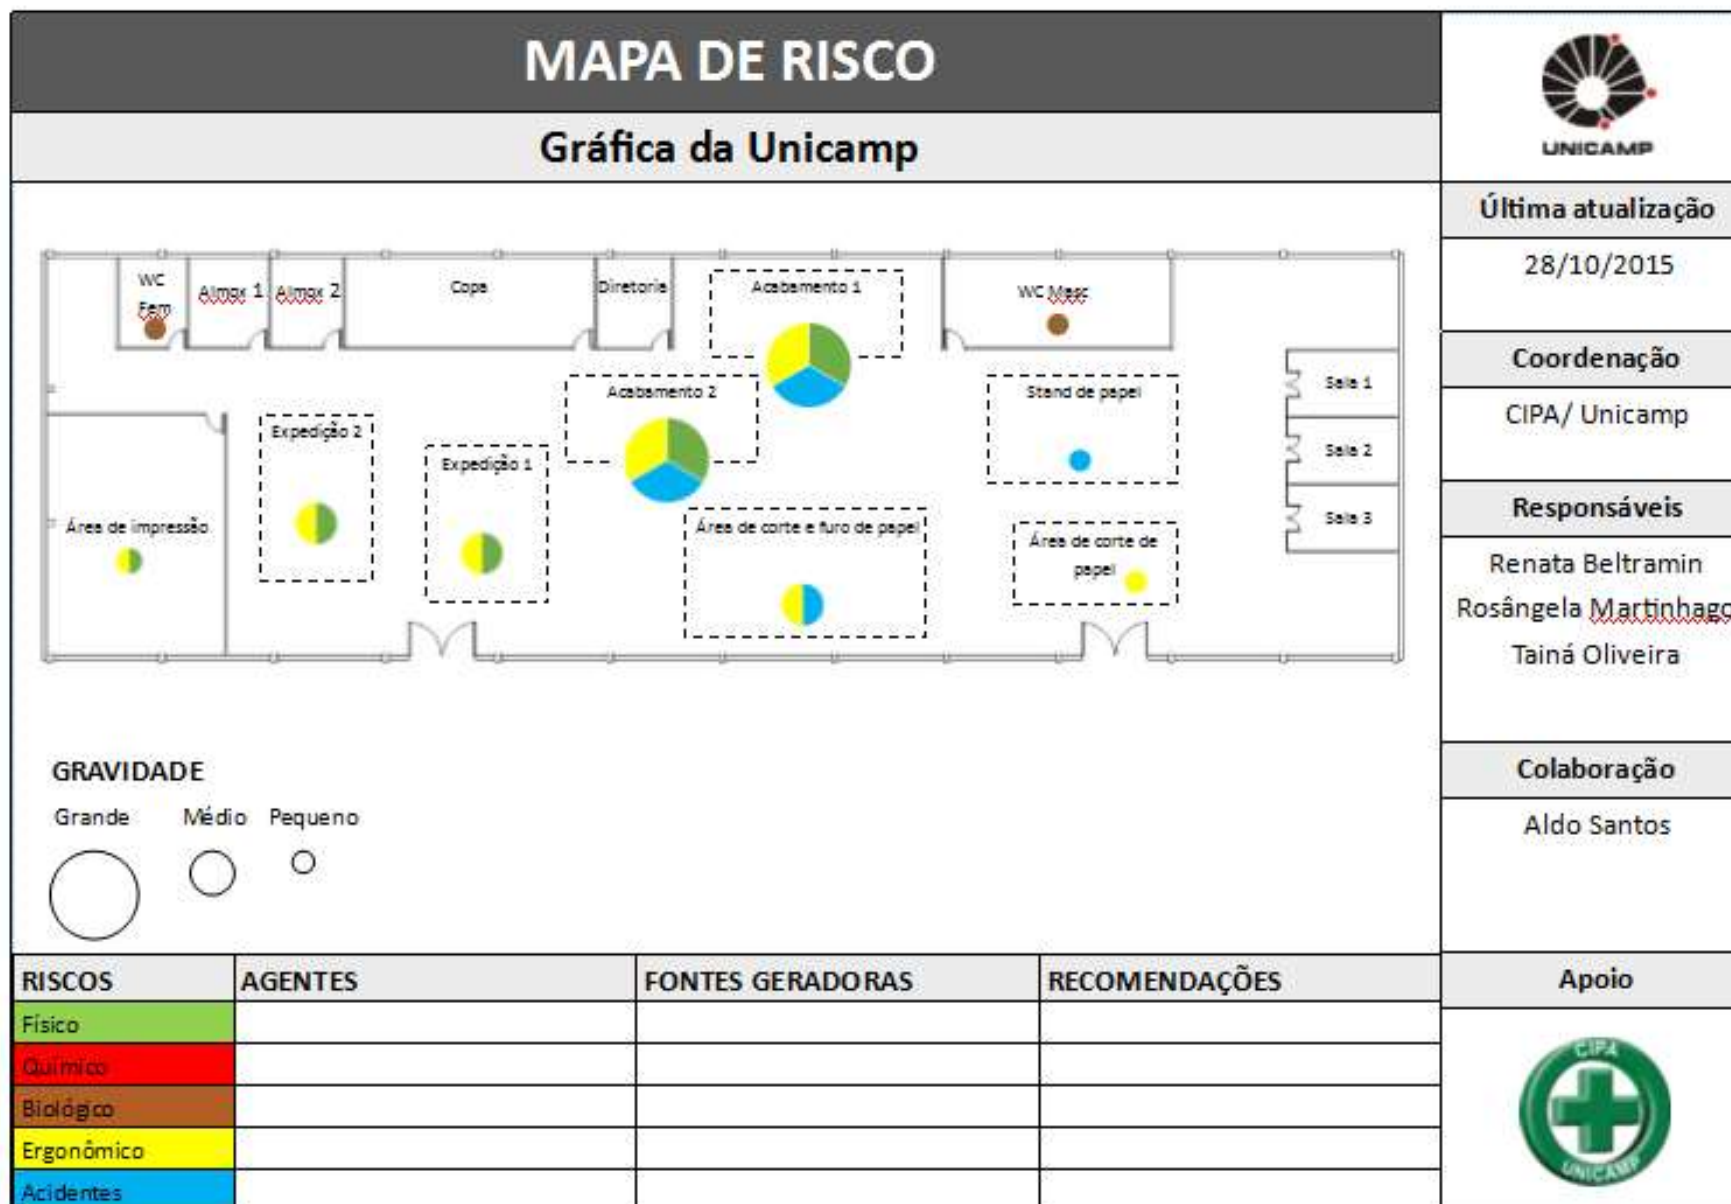 MAPA DE RISCO
Gráfica da Unicamp
UNICAMP
Última atualização
28/10/2015
Coordenação
CIPA/ Unicamp
Responsáveis
Renata Beltramin
Rosângela Martinhago
Tainá Oliveira
Colaboração
Aldo Santos
Apoio
CIPA
UNICAMP
WC
Fem
Almox 1
Almox 2
Copa
Diretoria
Acabamento 1
WC Masc
Acabamento 2
Stand de papel
Sala 1
Sala 2
Sala 3
Expedição 2
Expedição 1
Área de impressão
Área de corte e furo de papel
Área de corte de
papel
GRAVIDADE
Grande Médio Pequeno
RISCOS AGENTES FONTES GERADORAS RECOMENDAÇÕES
Físico
Químico
Biológico
Ergonômico
Acidentes